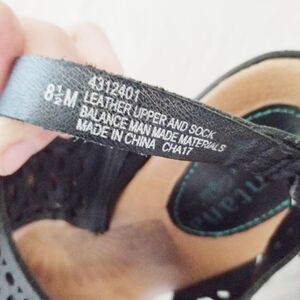 4312401
8½M
LEATHER UPPER AND SOCK
BALANCE MAN MADE MATERIALS
MADE IN CHINA CHA17